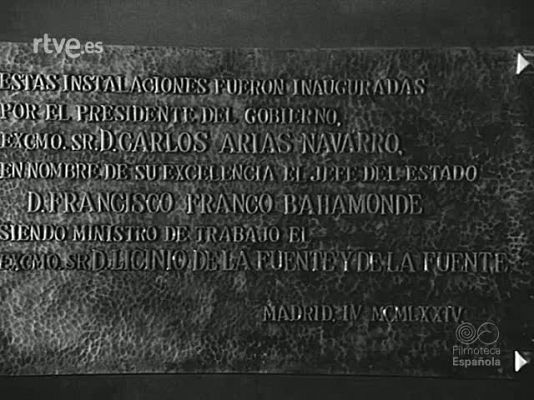 rtve.es
ESTAS INSTALACIONES FUERON INAUGURADAS
POR EL PRESIDENTE DEL GOBIERNO,
EXCMO. SR. D. CARLOS ARIAS NAVARRO,
EN NOMBRE DE SU EXCELENCIA EL JEFE DEL ESTADO
D. FRANCISCO FRANCO BAHAMONDE
SIENDO MINISTRO DE TRABAJO EL
EXCMO. SR D. LICINIO DE LA FUENTE Y DE LA FUENTE
MADRID, IV MCMLXXIV
Filmoteca
Española